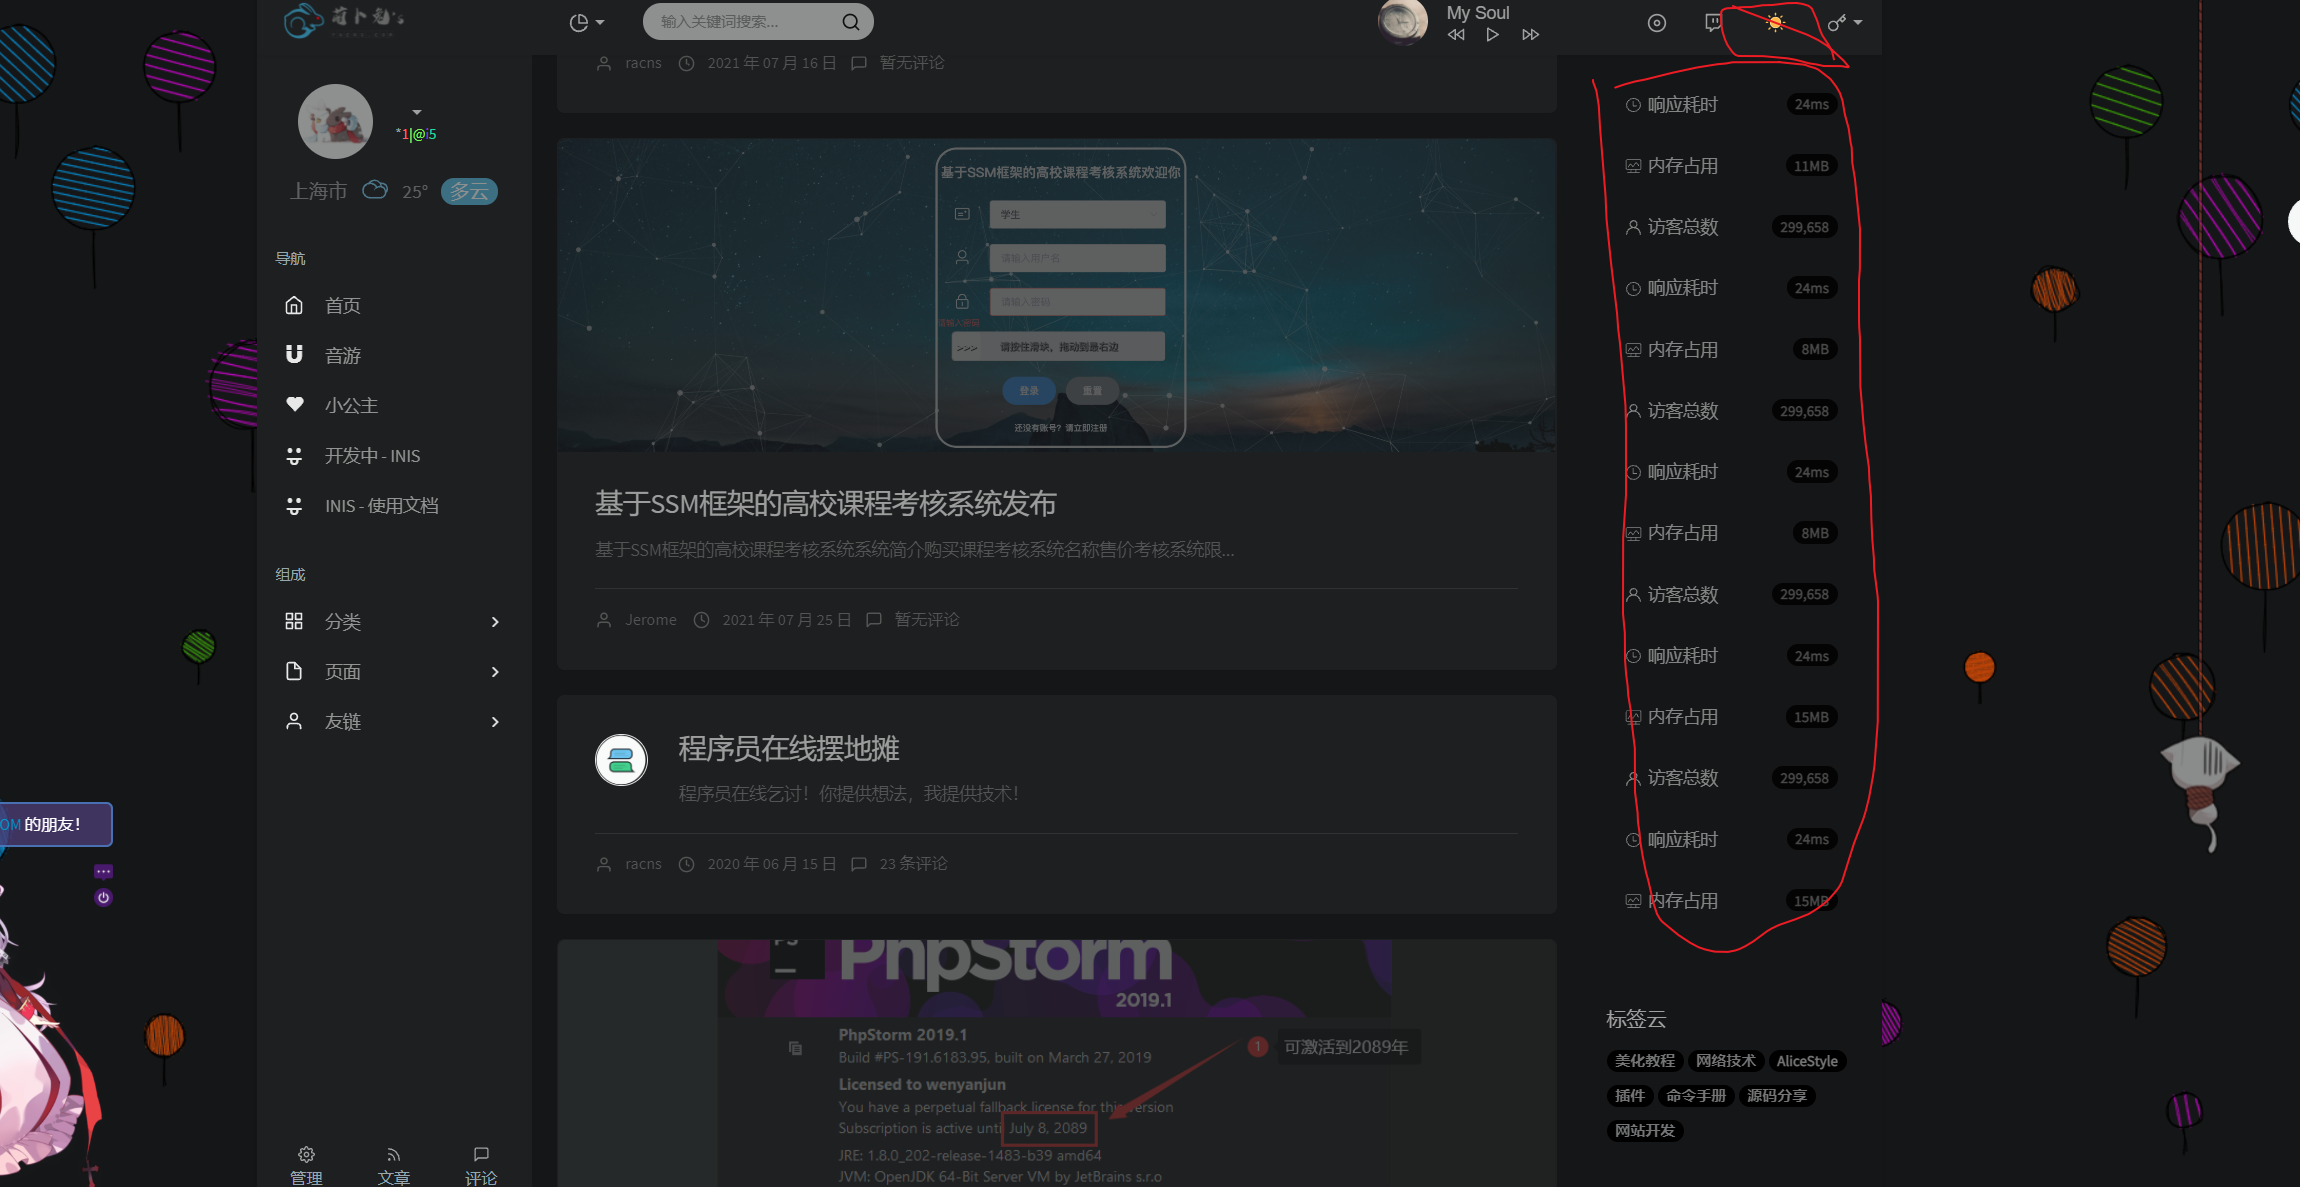 萌卜兔's
racns.com
输入关键词搜索...
My Soul
*1|@i5
上海市 25° 多云
导航
首页
音游
小公主
开发中 - INIS
INIS - 使用文档
组成
分类
页面
友链
管理
文章
评论
OM 的朋友！
racns 2021 年 07 月 16 日 暂无评论
基于SSM框架的高校课程考核系统欢迎你
学生
请输入用户名
请输入密码
请输入密码
>>> 请按住滑块，拖动到最右边
登录 重置
还没有账号？请立即注册
基于SSM框架的高校课程考核系统发布
基于SSM框架的高校课程考核系统系统简介购买课程考核系统名称售价考核系统限...
Jerome 2021 年 07 月 25 日 暂无评论
程序员在线摆地摊
程序员在线乞讨！你提供想法，我提供技术！
racns 2020 年 06 月 15 日 23 条评论
PS
PhpStorm
2019.1
PhpStorm 2019.1
Build #PS-191.6183.95, built on March 27, 2019
1 可激活到2089年
Licensed to wenyanjun
You have a perpetual fallback license for this version
Subscription is active until July 8, 2089
JRE: 1.8.0_202-release-1483-b39 amd64
JVM: OpenJDK 64-Bit Server VM by JetBrains s.r.o
响应耗时 24ms
内存占用 11MB
访客总数 299,658
响应耗时 24ms
内存占用 8MB
访客总数 299,658
响应耗时 24ms
内存占用 8MB
访客总数 299,658
响应耗时 24ms
内存占用 15MB
访客总数 299,658
响应耗时 24ms
内存占用 15MB
标签云
美化教程 网络技术 AliceStyle
插件 命令手册 源码分享
网站开发